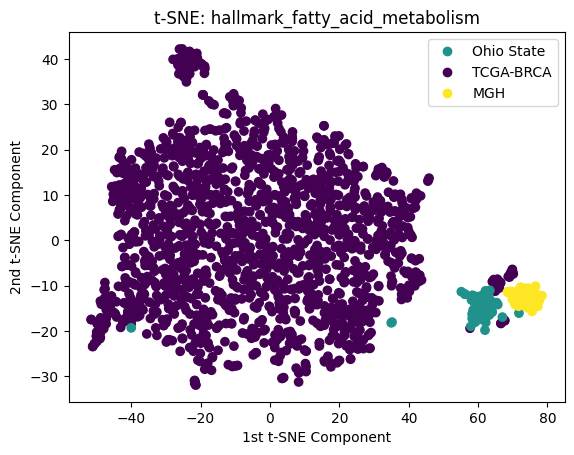 t-SNE: hallmark_fatty_acid_metabolism
Ohio State
TCGA-BRCA
MGH
2nd t-SNE Component
40
30
20
10
0
−10
−20
−30
−40
−20
0
20
40
60
80
1st t-SNE Component